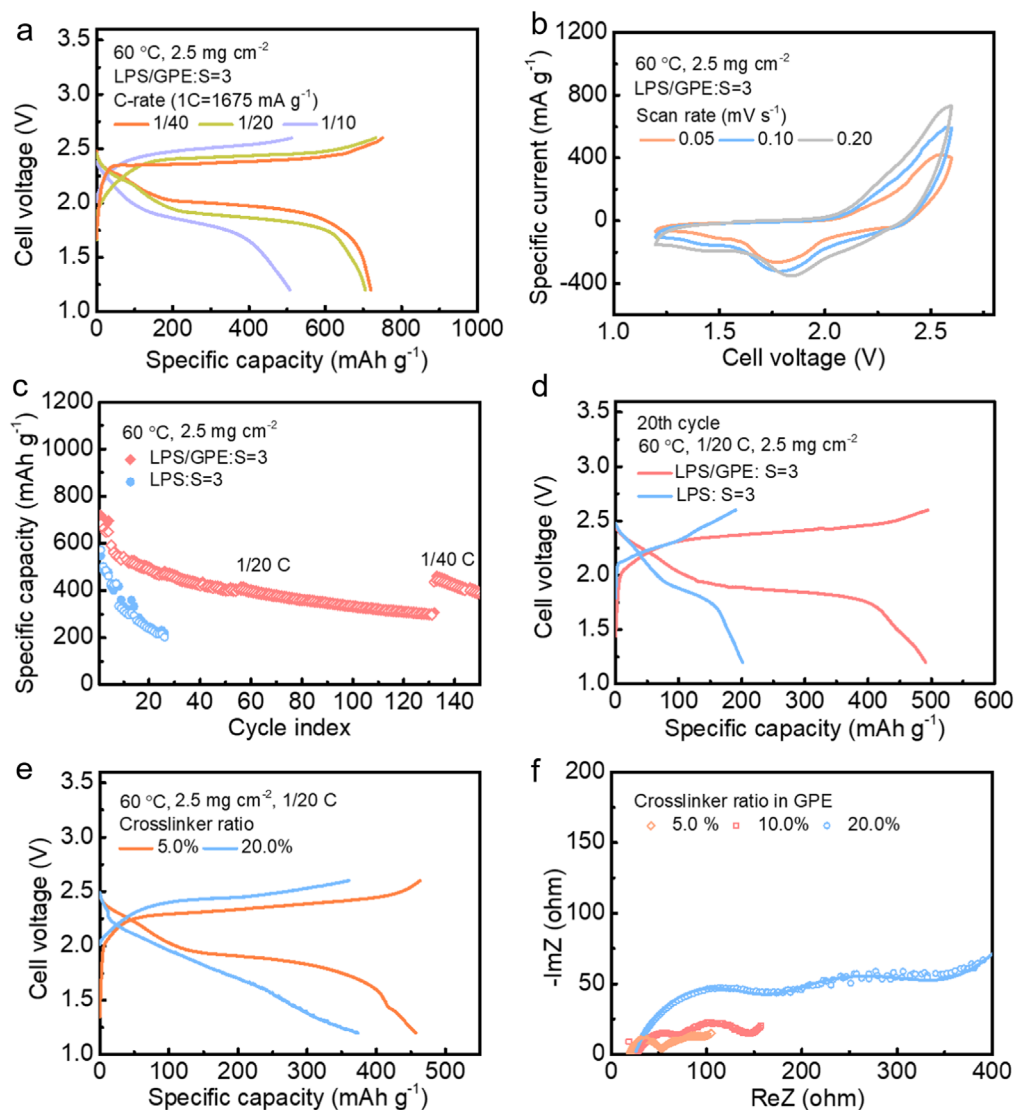 a
3.5
3.0
2.5
2.0
1.5
1.0
Cell voltage (V)
60 °C, 2.5 mg cm⁻²
LPS/GPE:S=3
C-rate (1C=1675 mA g⁻¹)
1/40 1/20 1/10
0 200 400 600 800 1000
Specific capacity (mAh g⁻¹)
b
1200
800
400
0
-400
Specific current (mA g⁻¹)
60 °C, 2.5 mg cm⁻²
LPS/GPE:S=3
Scan rate (mV s⁻¹)
0.05 0.10 0.20
1.0 1.5 2.0 2.5
Cell voltage (V)
c
1200
1000
800
600
400
200
0
Specific capacity (mAh g⁻¹)
60 °C, 2.5 mg cm⁻²
LPS/GPE:S=3
LPS:S=3
1/20 C
1/40 C
20 40 60 80 100 120 140
Cycle index
d
3.5
3.0
2.5
2.0
1.5
1.0
Cell voltage (V)
20th cycle
60 °C, 1/20 C, 2.5 mg cm⁻²
LPS/GPE: S=3
LPS: S=3
0 100 200 300 400 500 600
Specific capacity (mAh g⁻¹)
e
3.5
3.0
2.5
2.0
1.5
1.0
Cell voltage (V)
60 °C, 2.5 mg cm⁻², 1/20 C
Crosslinker ratio
5.0% 20.0%
0 100 200 300 400 500
Specific capacity (mAh g⁻¹)
f
200
150
100
50
0
-ImZ (ohm)
Crosslinker ratio in GPE
5.0 % 10.0% 20.0%
0 100 200 300 400
ReZ (ohm)